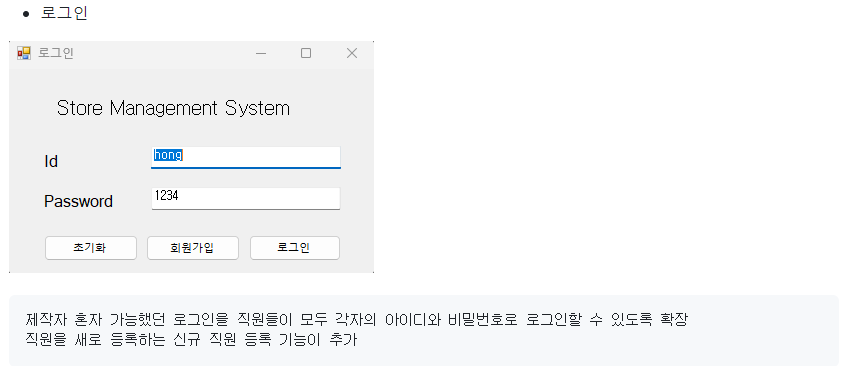 로그인
로그인
Store Management System
Id
hong
Password
1234
초기화 회원가입 로그인
제작자 혼자 가능했던 로그인을 직원들이 모두 각자의 아이디와 비밀번호로 로그인할 수 있도록 확장
직원을 새로 등록하는 신규 직원 등록 기능이 추가